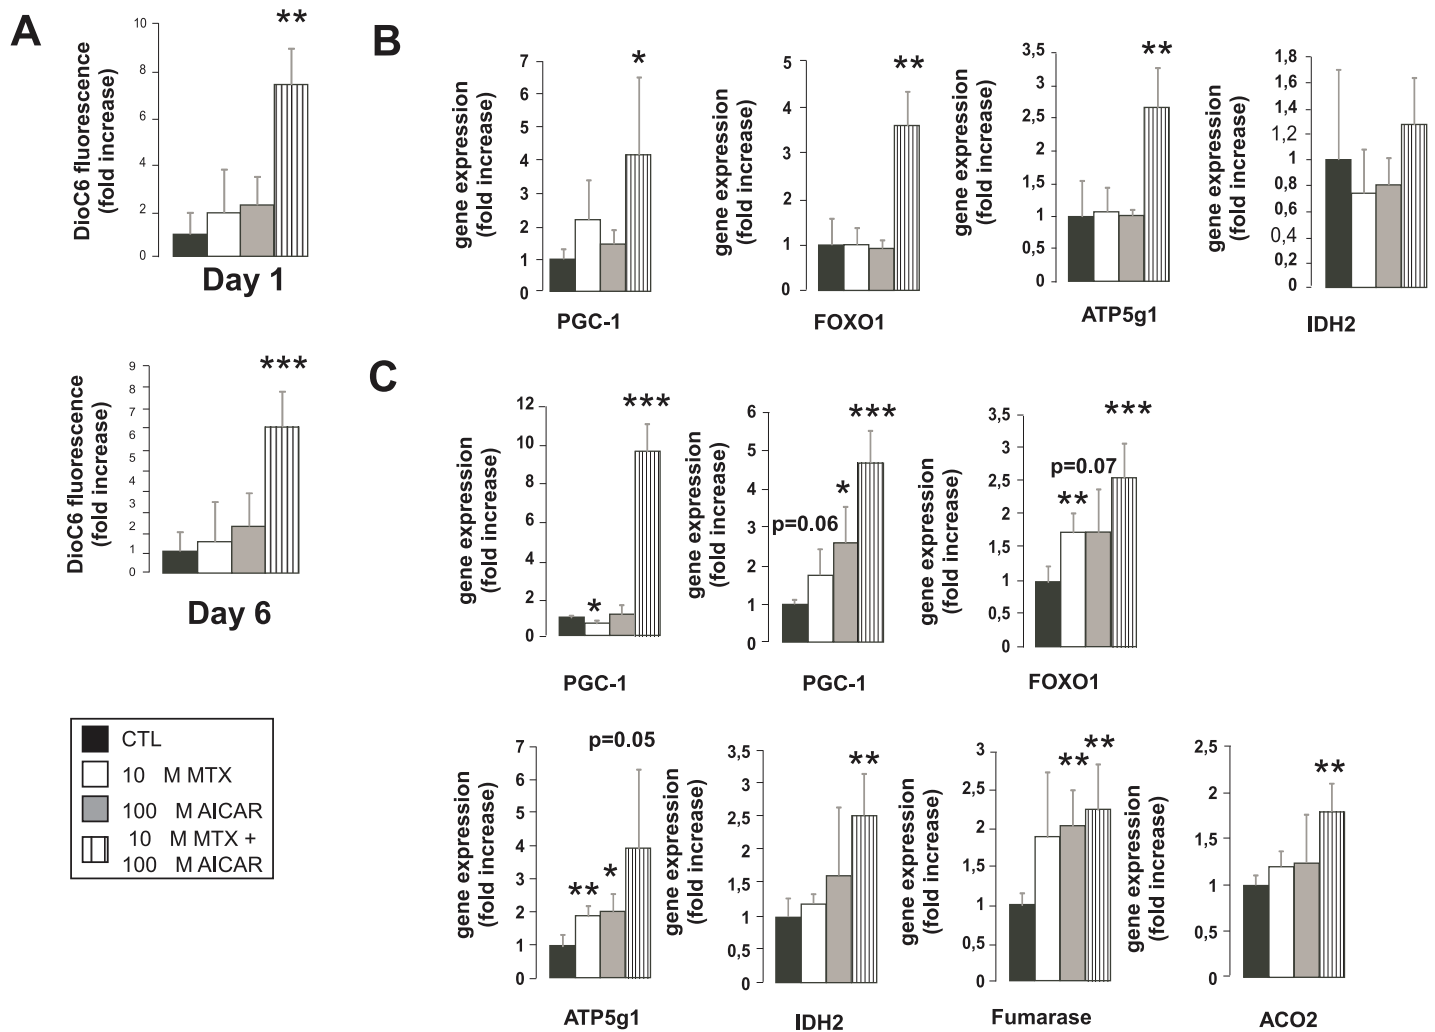 A
DioC6 fluorescence
(fold increase)
10
8
6
4
2
0
**
Day 1
DioC6 fluorescence
(fold increase)
9
8
7
6
5
4
3
2
1
0
***
Day 6
CTL
10 M MTX
100 M AICAR
10 M MTX +
100 M AICAR
B
gene expression
(fold increase)
7
6
5
4
3
2
1
0
*
PGC-1
gene expression
(fold increase)
5
4
3
2
1
0
**
FOXO1
gene expression
(fold increase)
3,5
3
2,5
2
1,5
1
0,5
0
**
ATP5g1
gene expression
(fold increase)
1,8
1,6
1,4
1,2
1
0,8
0,6
0,4
0,2
0
IDH2
C
gene expression
(fold increase)
12
10
8
6
4
2
0
*
***
PGC-1
gene expression
(fold increase)
6
5
4
3
2
1
0
p=0.06
*
***
PGC-1
gene expression
(fold increase)
3,5
3
2,5
2
1,5
1
0,5
0
**
p=0.07
***
FOXO1
gene expression
(fold increase)
7
6
5
4
3
2
1
0
**
*
p=0.05
ATP5g1
gene expression
(fold increase)
3,5
3
2,5
2
1,5
1
0,5
0
**
IDH2
gene expression
(fold increase)
3
2,5
2
1,5
1
0,5
0
**
**
Fumarase
gene expression
(fold increase)
2,5
2
1,5
1
0,5
0
**
ACO2